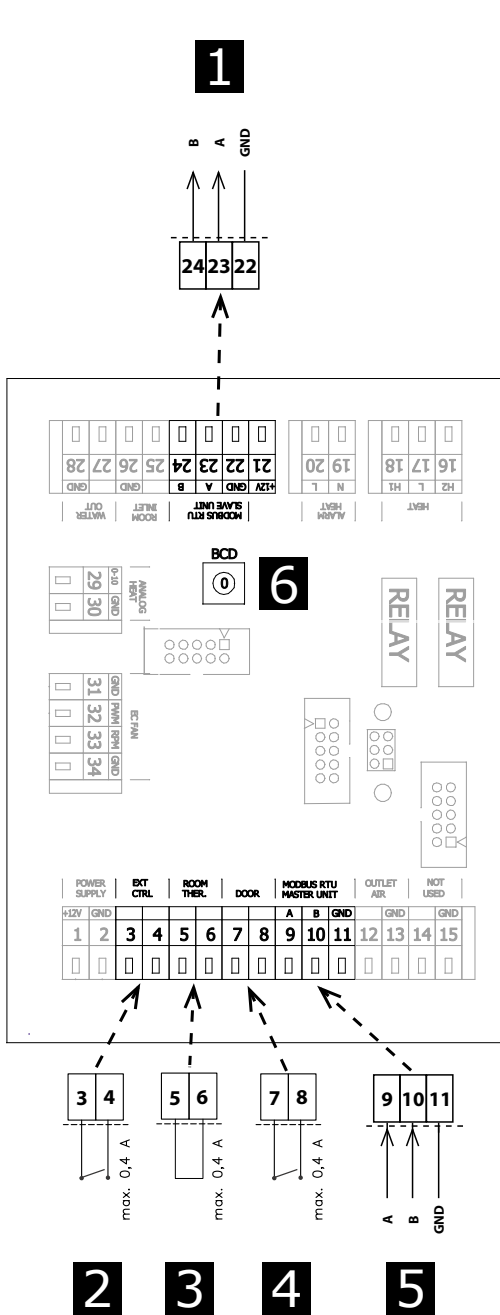 1
B A GND
24 23 22
28 27 26 25 24 23 22 21
GND GND B A GND +12V
WATER OUT
ROOM INLET
MODBUS RTU SLAVE UNIT
20 19
L N
ALARM HEAT
18 17 16
H1 L H2
HEAT
BCD
0
6
29 0-10
30 GND
ANALOG HEAT
RELAY RELAY
31 GND
32 PWM
33 RPM
34 GND
EC FAN
POWER SUPPLY
EXT CTRL
ROOM THER.
DOOR
MODBUS RTU MASTER UNIT
OUTLET AIR
NOT USED
+12V GND A B GND GND GND
1 2 3 4 5 6 7 8 9 10 11 12 13 14 15
3 4
5 6
7 8
9 10 11
max. 0,4 A
max. 0,4 A
max. 0,4 A
A B GND
2 3 4 5